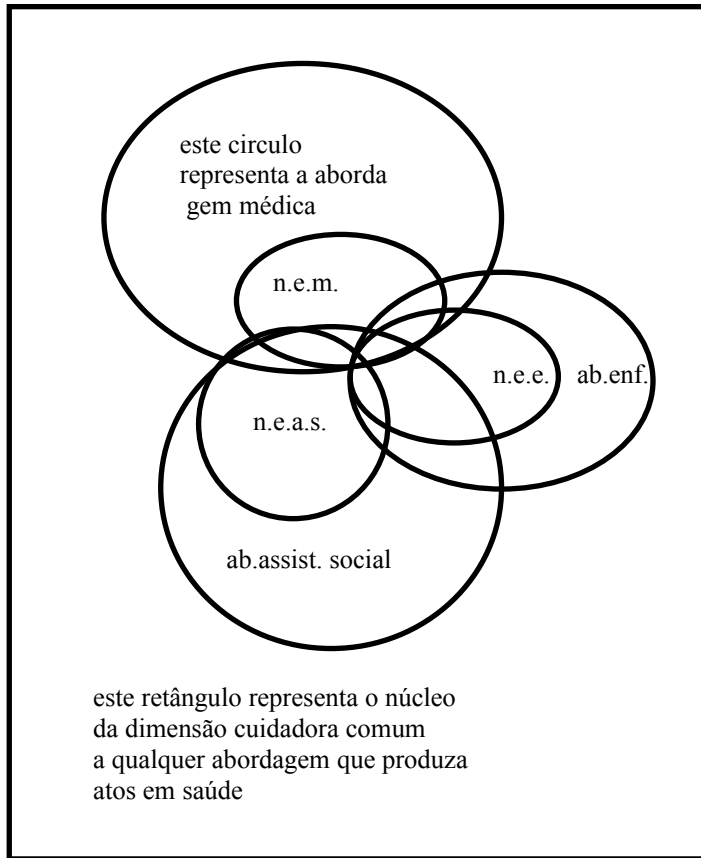 este circulo
representa a aborda
gem médica
n.e.m.
n.e.e. ab.enf.
n.e.a.s.
ab.assist. social
este retângulo representa o núcleo
da dimensão cuidadora comum
a qualquer abordagem que produza
atos em saúde